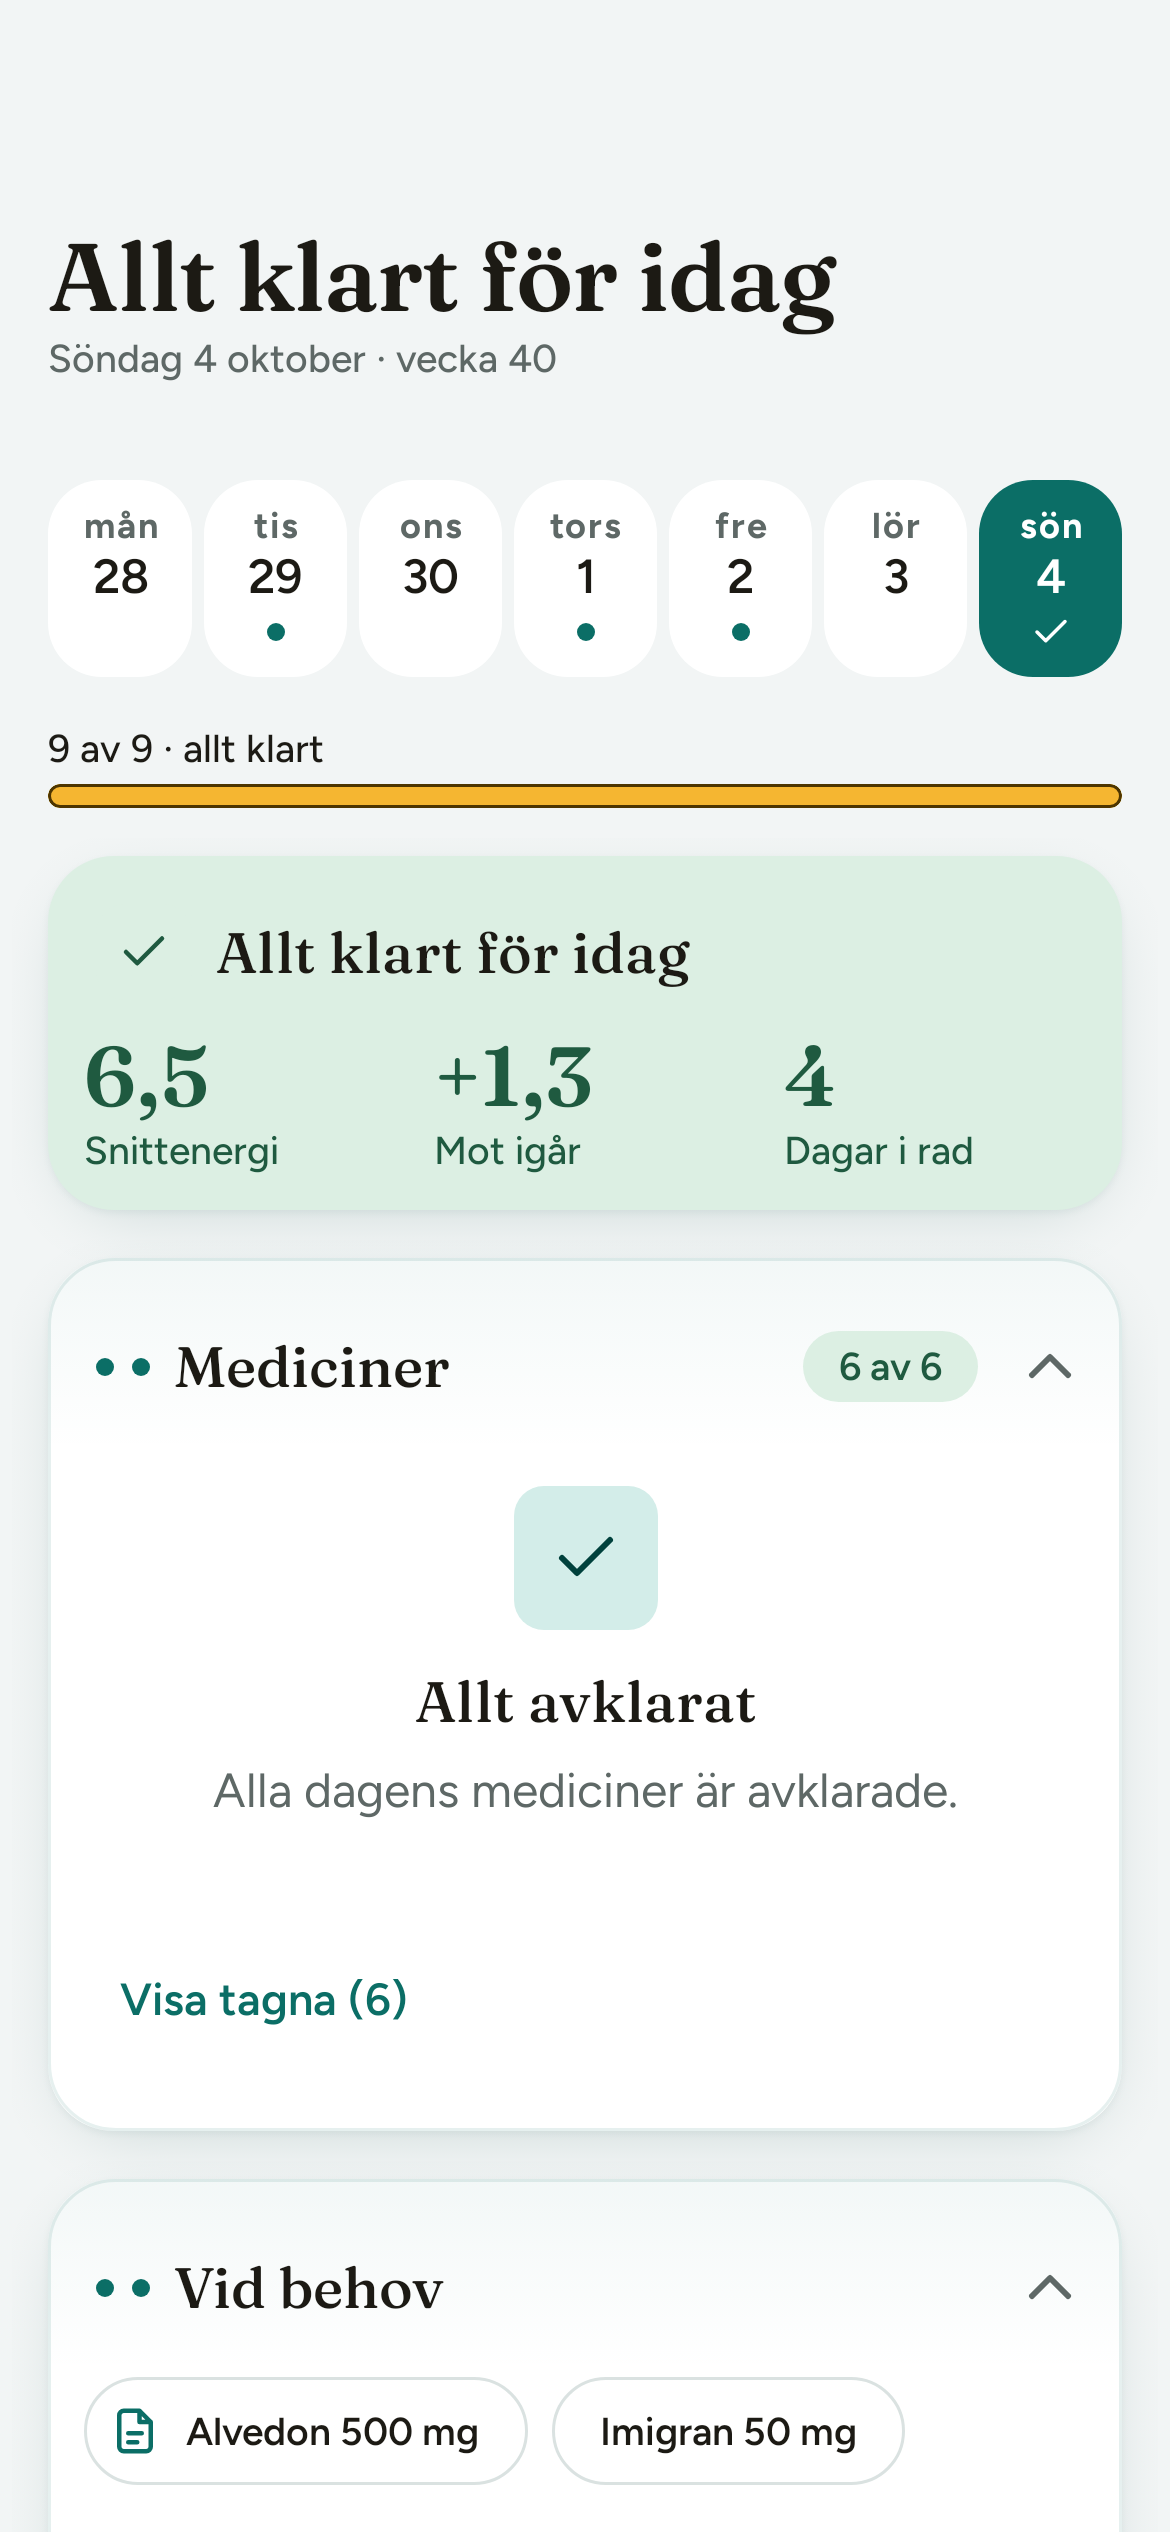 Allt klart för idag
Söndag 4 oktober · vecka 40
mån tis ons tors fre lör sön
28 29 30 1 2 3 4
9 av 9 · allt klart
Allt klart för idag
6,5 +1,3 4
Snittenergi Mot igår Dagar i rad
Mediciner 6 av 6
Allt avklarat
Alla dagens mediciner är avklarade.
Visa tagna (6)
Vid behov
Alvedon 500 mg Imigran 50 mg